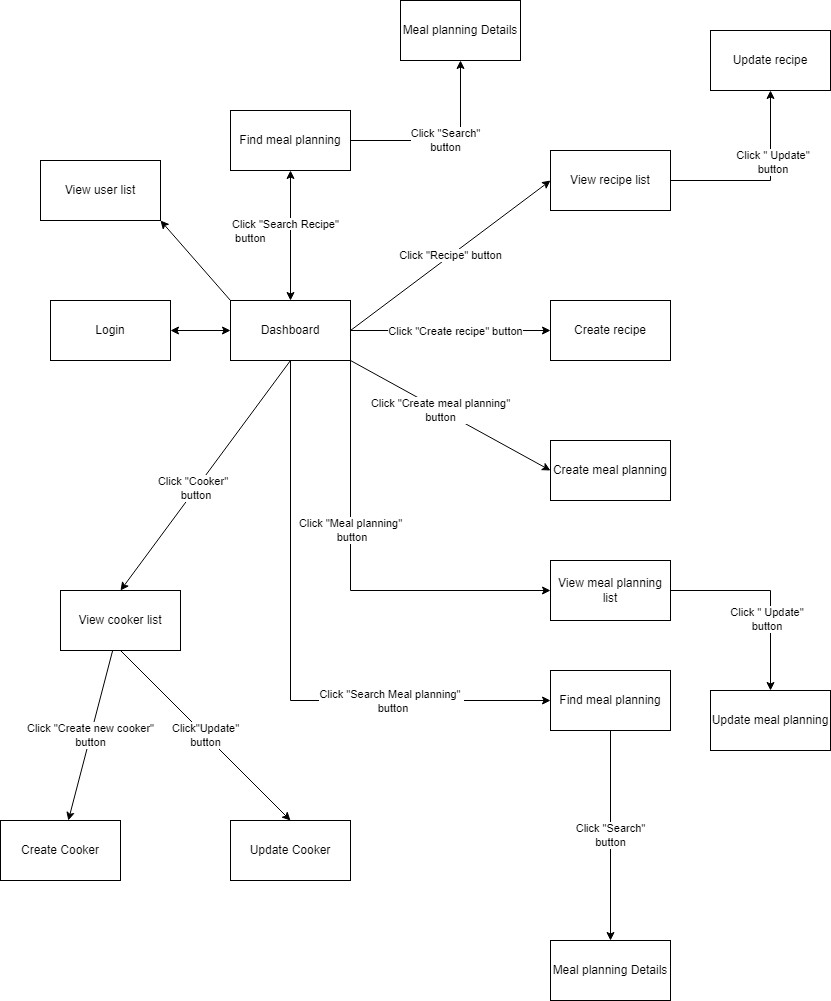 Meal planning Details
Update recipe
Find meal planning
Click "Search"
button
Click " Update"
button
View user list
View recipe list
Click "Search Recipe"
button
Click "Recipe" button
Login
Dashboard
Click "Create recipe" button
Create recipe
Click "Create meal planning"
button
Create meal planning
Click "Cooker"
button
Click "Meal planning"
button
View meal planning
list
Click " Update"
button
View cooker list
Click "Search Meal planning"
button
Find meal planning
Update meal planning
Click "Create new cooker"
button
Click"Update"
button
Create Cooker
Update Cooker
Click "Search"
button
Meal planning Details